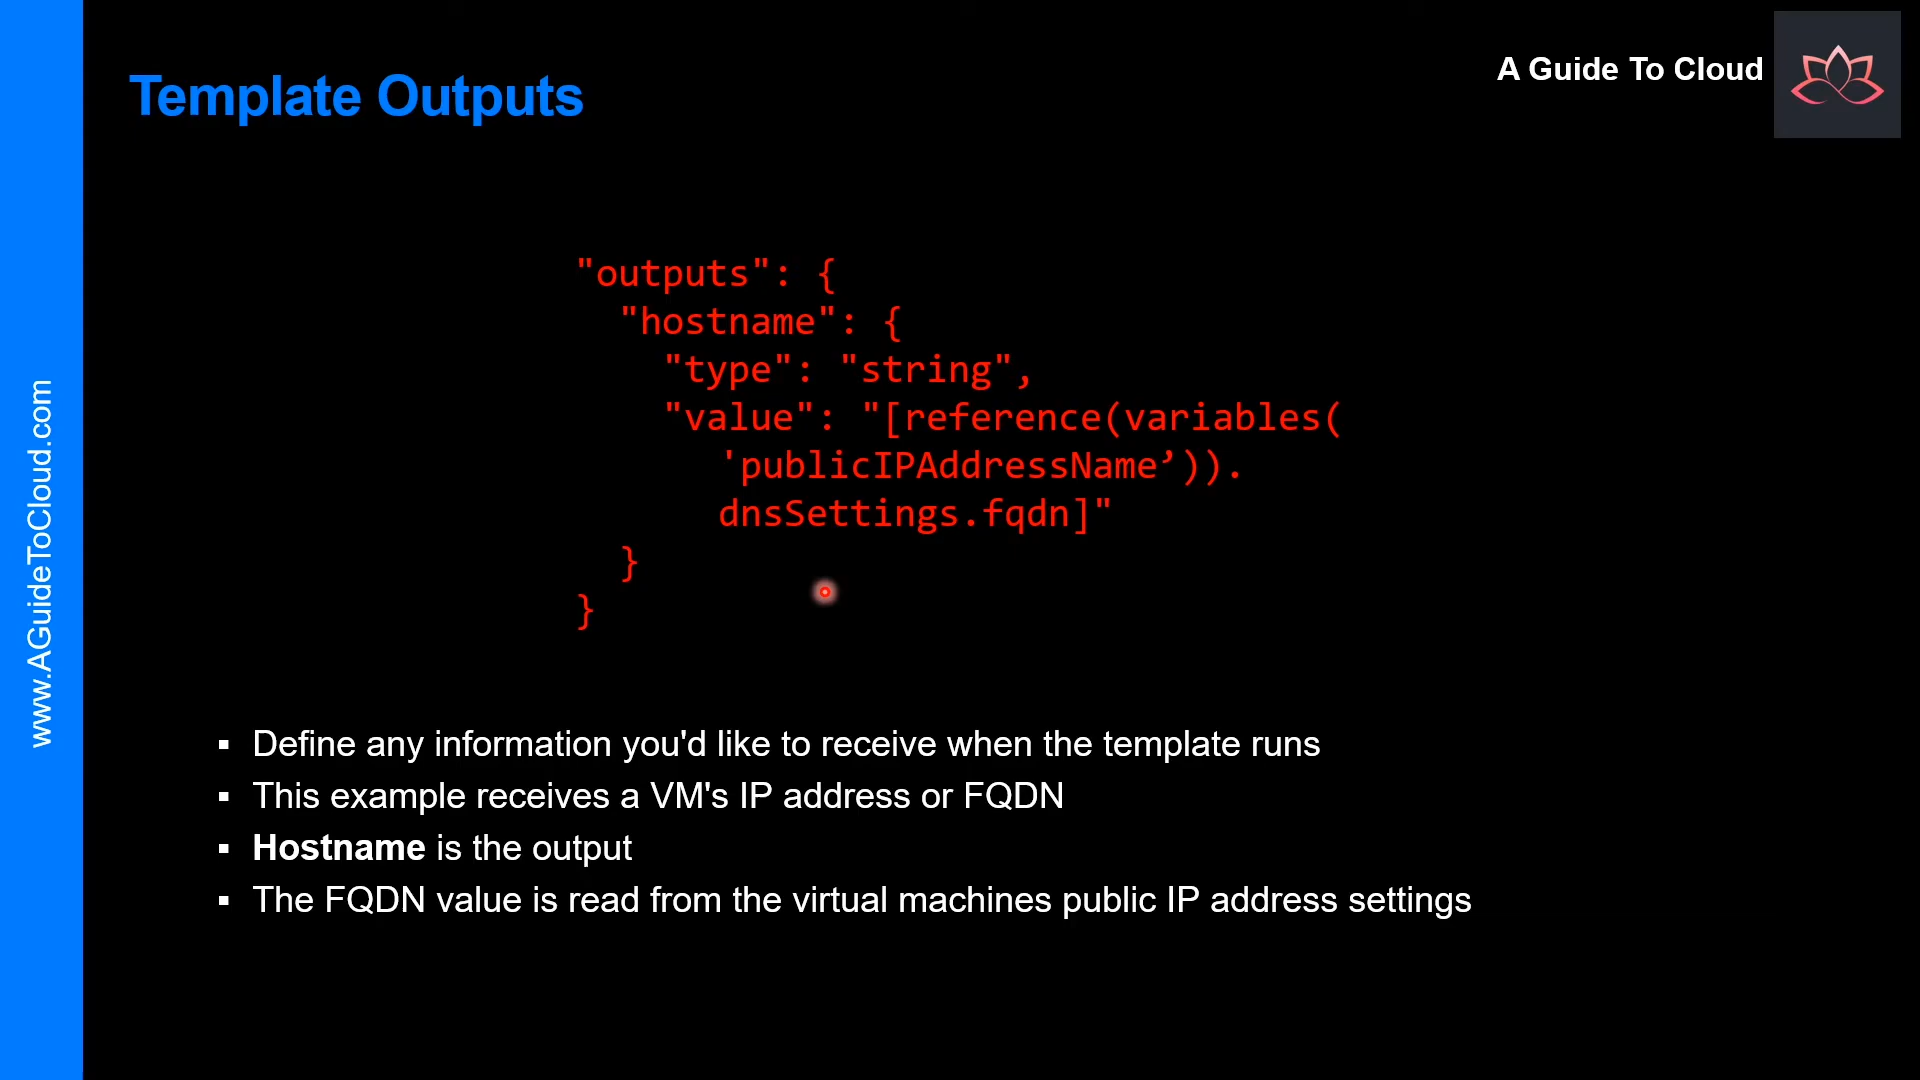 Template Outputs
A Guide To Cloud
www.AGuideToCloud.com
"outputs": {
"hostname": {
"type": "string",
"value": "[reference(variables(
'publicIPAddressName’)).
dnsSettings.fqdn]"
}
}
▪ Define any information you'd like to receive when the template runs
▪ This example receives a VM's IP address or FQDN
▪ Hostname is the output
▪ The FQDN value is read from the virtual machines public IP address settings